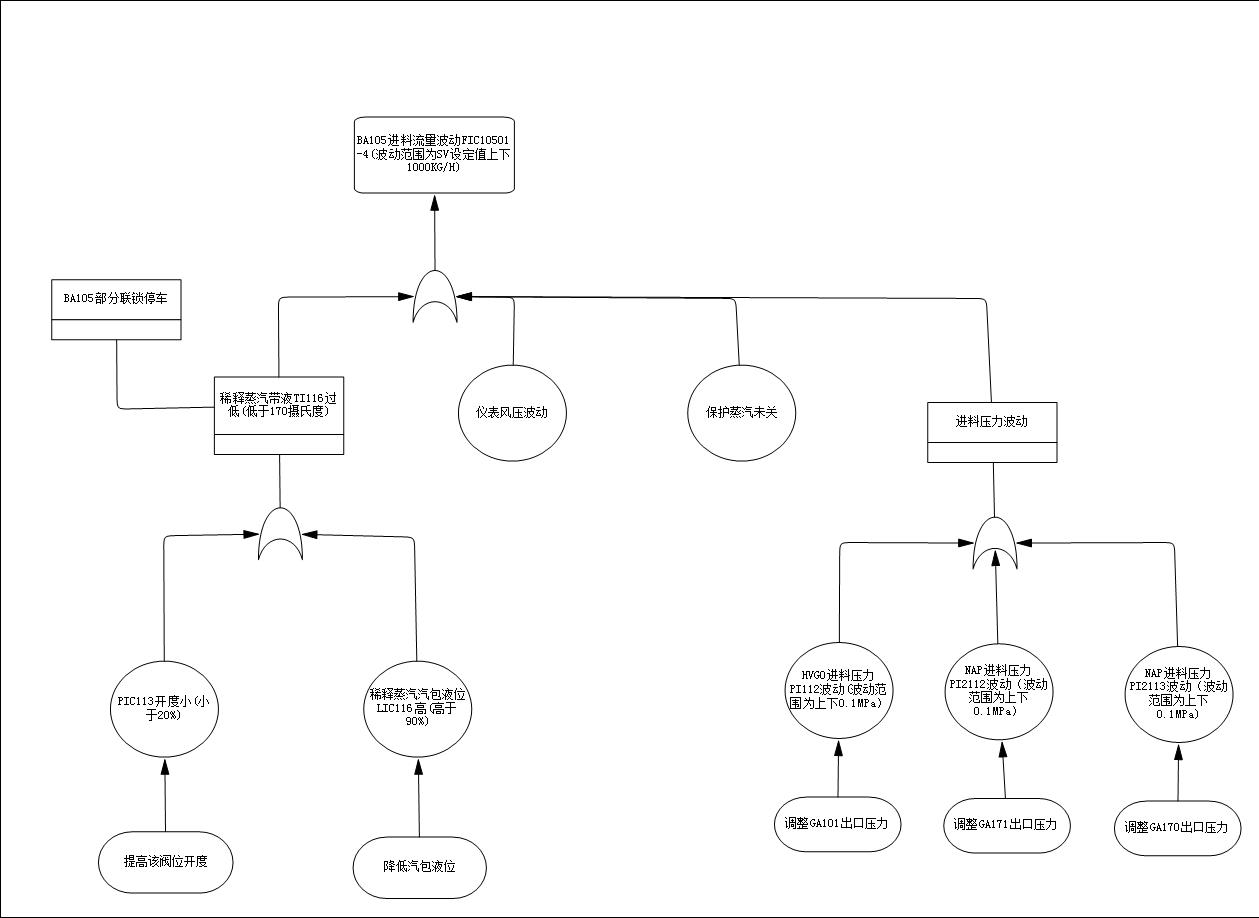 BA105进料流量波动FIC10501
-4(波动范围为SV设定值上下
1000KG/H)
BA105部分联锁停车
稀释蒸汽带液TI116过
低(低于170摄氏度)
仪表风压波动
保护蒸汽未关
进料压力波动
PIC113开度小(小
于20%)
稀释蒸汽汽包液位
LIC116高(高于
90%)
HVGO进料压力
PI112波动(波动范
围为上下0.1MPa)
NAP进料压力
PI2112波动（波动
范围为上下
0.1MPa)
NAP进料压力
PI2113波动（波动
范围为上下
0.1MPa)
提高该阀位开度
降低汽包液位
调整GA101出口压力
调整GA171出口压力
调整GA170出口压力